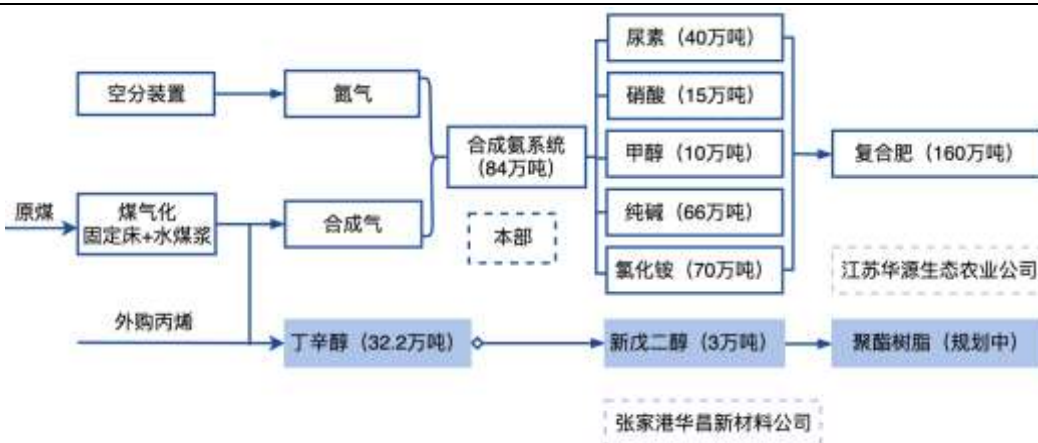 尿素（40万吨）
空分装置
氮气
硝酸（15万吨）
合成氨系统
（84万吨）
甲醇（10万吨）
复合肥（160万吨）
原煤
煤气化
固定床+水煤浆
合成气
本部
纯碱（66万吨）
氯化铵（70万吨）
江苏华源生态农业公司
外购丙烯
丁辛醇（32.2万吨）
新戊二醇（3万吨）
聚酯树脂（规划中）
张家港华昌新材料公司